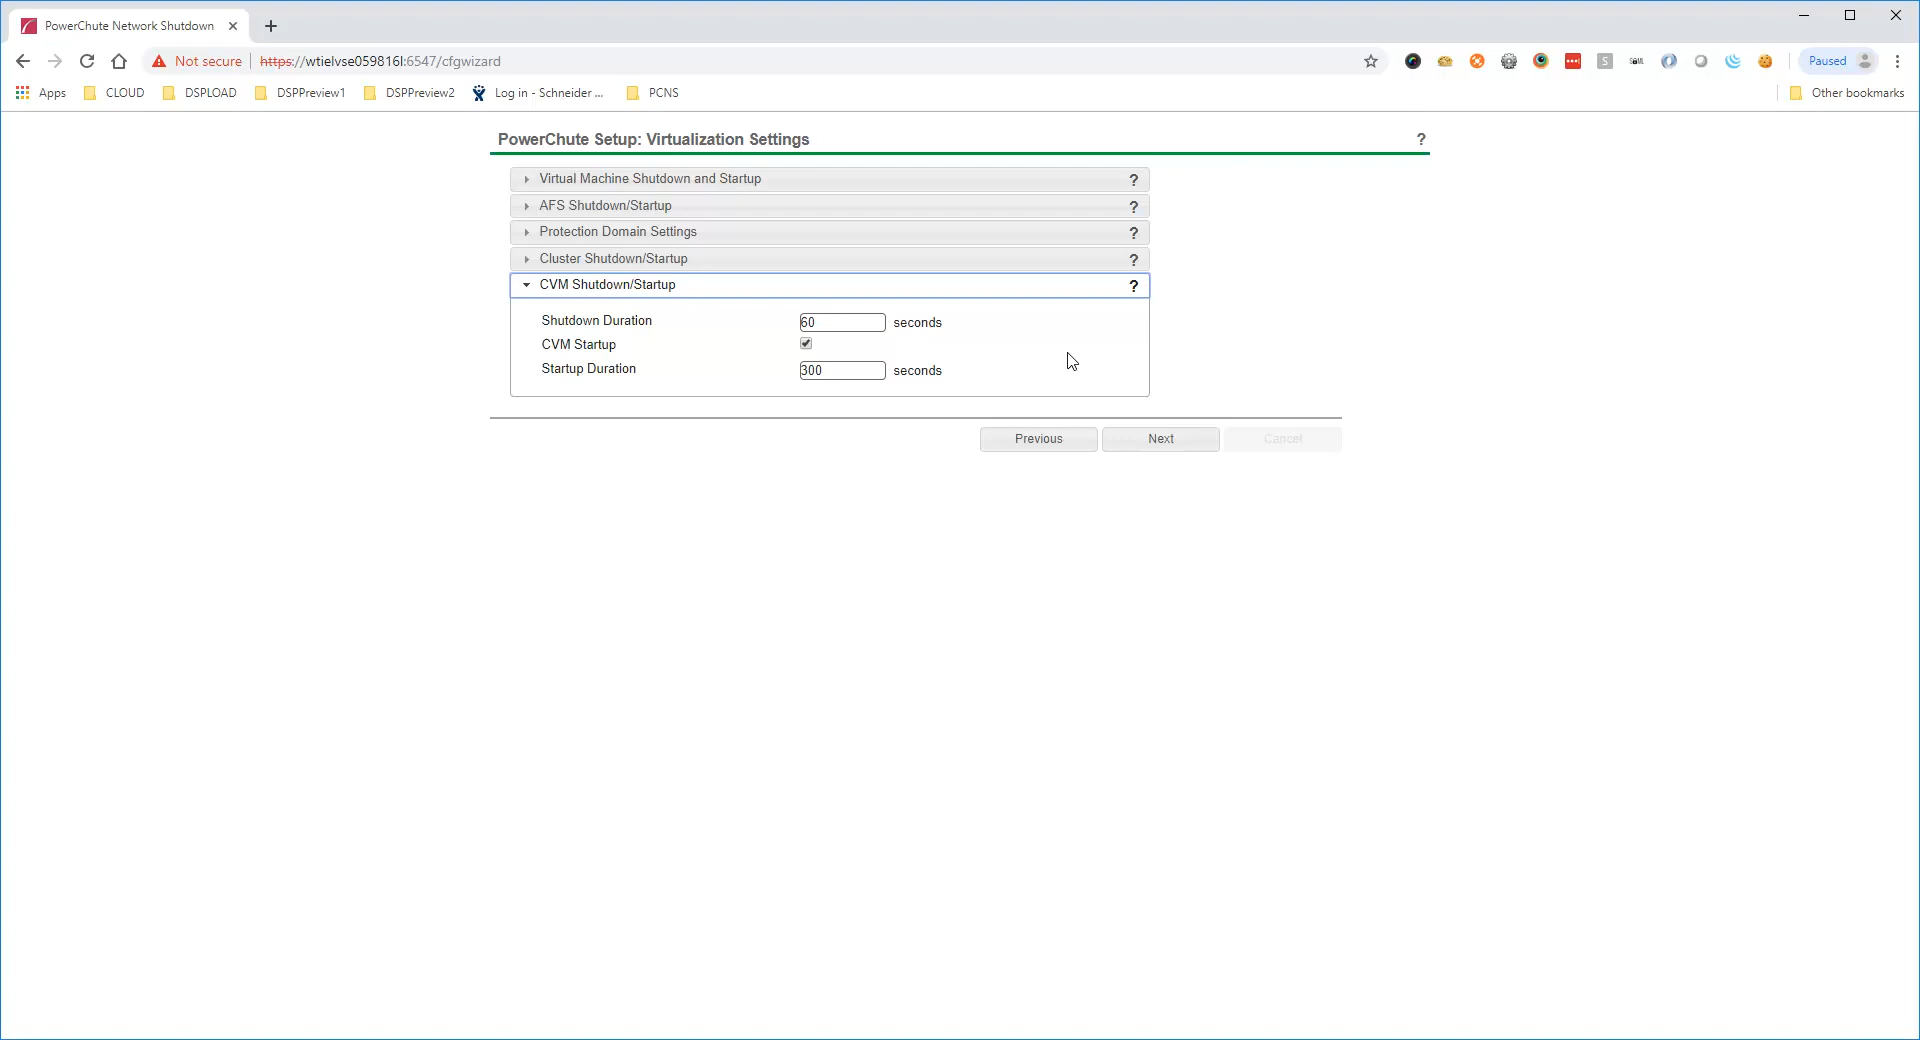 PowerChute Network Shutdown
Not secure https://wtielvse059816l:6547/cfgwizard
Paused
Apps CLOUD DSPLOAD DSPPreview1 DSPPreview2 Log in - Schneider ... PCNS Other bookmarks
PowerChute Setup: Virtualization Settings ?
Virtual Machine Shutdown and Startup ?
AFS Shutdown/Startup ?
Protection Domain Settings ?
Cluster Shutdown/Startup ?
CVM Shutdown/Startup ?
Shutdown Duration 60 seconds
CVM Startup
Startup Duration 300 seconds
Previous Next Cancel